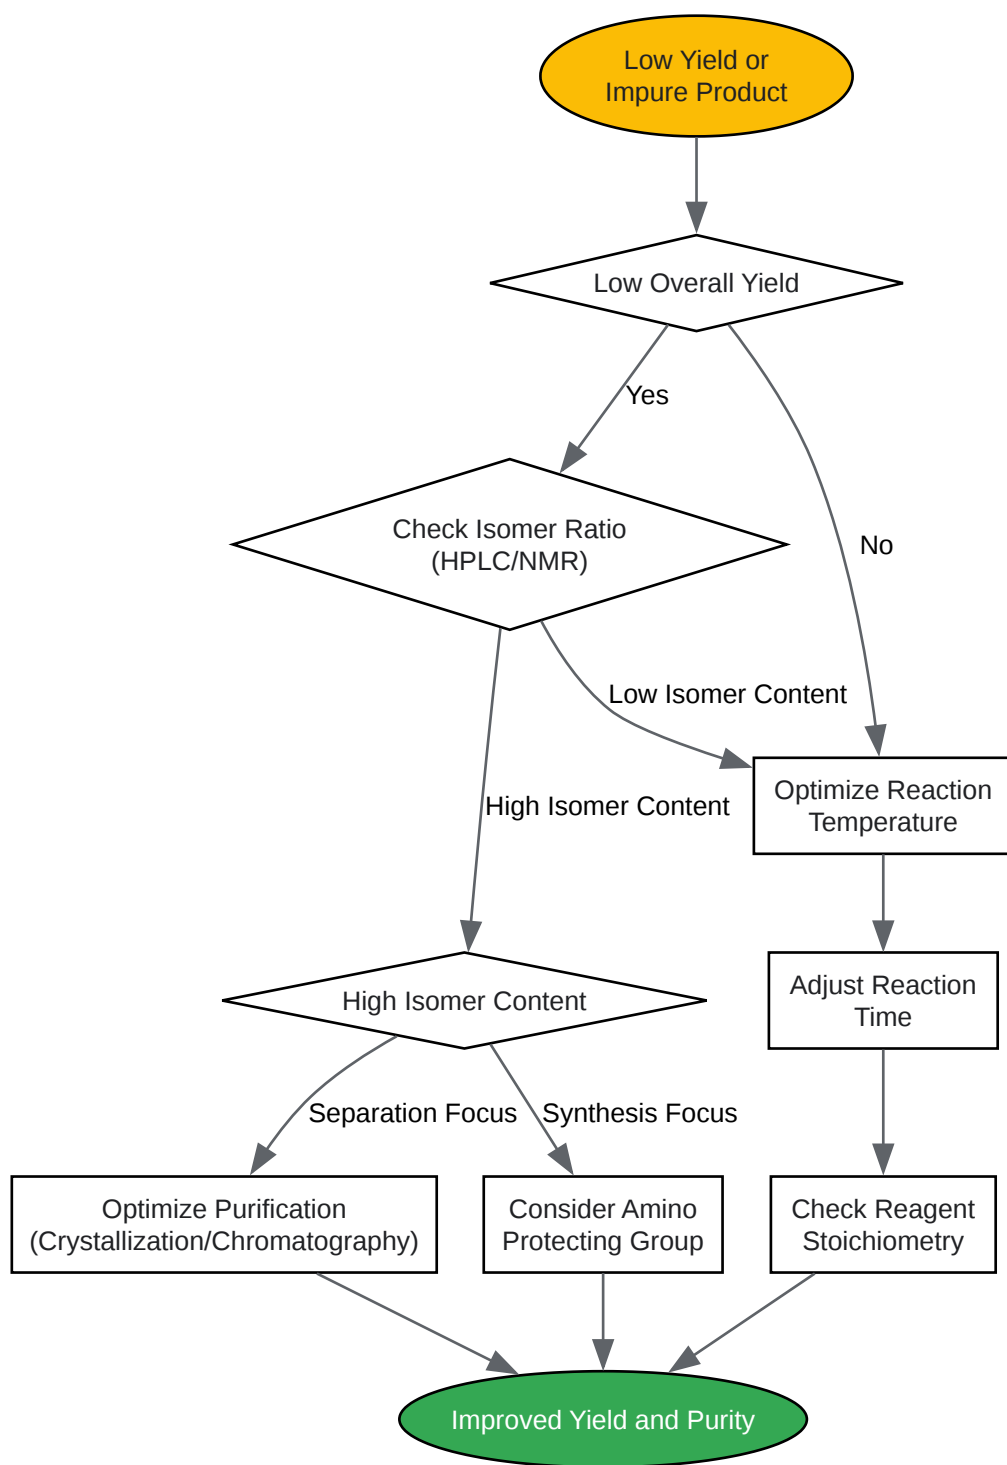 Low Yield or
Impure Product
Low Overall Yield
Yes
Check Isomer Ratio
(HPLC/NMR)
No
Low Isomer Content
Optimize Reaction
Temperature
High Isomer Content
Adjust Reaction
Time
High Isomer Content
Separation Focus
Synthesis Focus
Optimize Purification
(Crystallization/Chromatography)
Consider Amino
Protecting Group
Check Reagent
Stoichiometry
Improved Yield and Purity